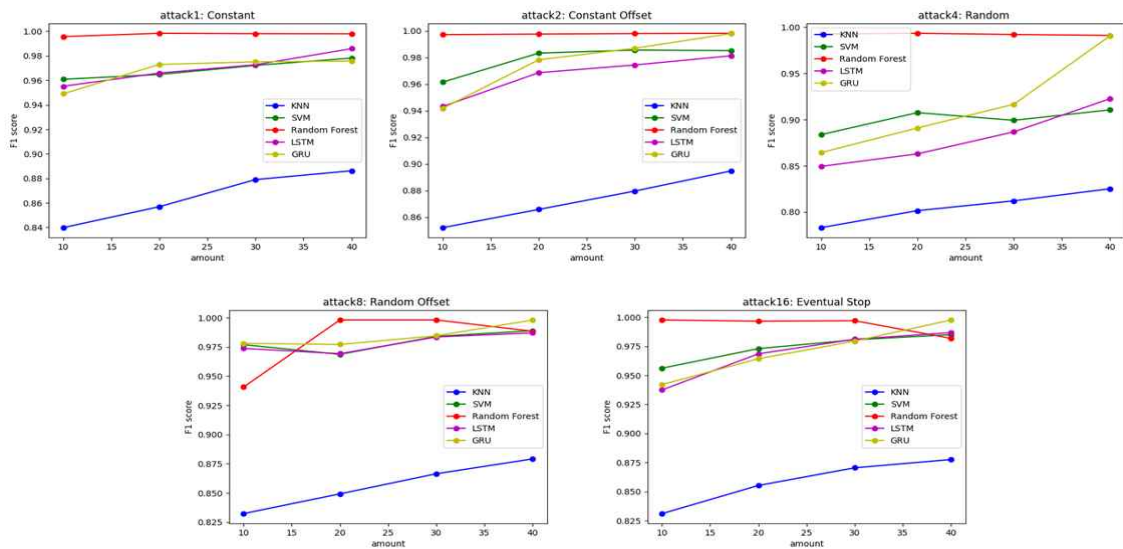 attack1: Constant
F1 score
1.00
0.98
0.96
0.94
0.92
0.90
0.88
0.86
0.84
KNN
SVM
Random Forest
LSTM
GRU
10 15 20 25 30 35 40
amount
attack2: Constant Offset
F1 score
1.00
0.98
0.96
0.94
0.92
0.90
0.88
0.86
KNN
SVM
Random Forest
LSTM
GRU
10 15 20 25 30 35 40
amount
attack4: Random
F1 score
1.00
0.95
0.90
0.85
0.80
KNN
SVM
Random Forest
LSTM
GRU
10 15 20 25 30 35 40
amount
attack8: Random Offset
F1 score
1.000
0.975
0.950
0.925
0.900
0.875
0.850
0.825
KNN
SVM
Random Forest
LSTM
GRU
10 15 20 25 30 35 40
amount
attack16: Eventual Stop
F1 score
1.000
0.975
0.950
0.925
0.900
0.875
0.850
0.825
KNN
SVM
Random Forest
LSTM
GRU
10 15 20 25 30 35 40
amount